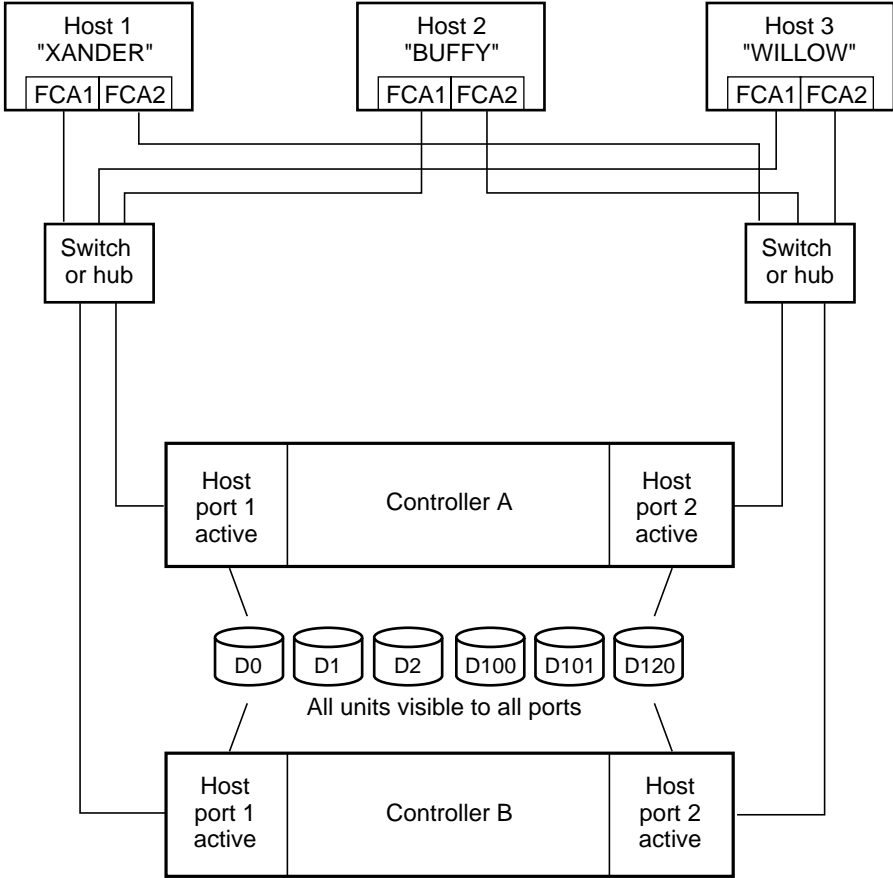 Host 1
"XANDER"
FCA1 FCA2
Host 2
"BUFFY"
FCA1 FCA2
Host 3
"WILLOW"
FCA1 FCA2
Switch
or hub
Switch
or hub
Host
port 1
active
Controller A
Host
port 2
active
D0 D1 D2 D100 D101 D120
All units visible to all ports
Host
port 1
active
Controller B
Host
port 2
active